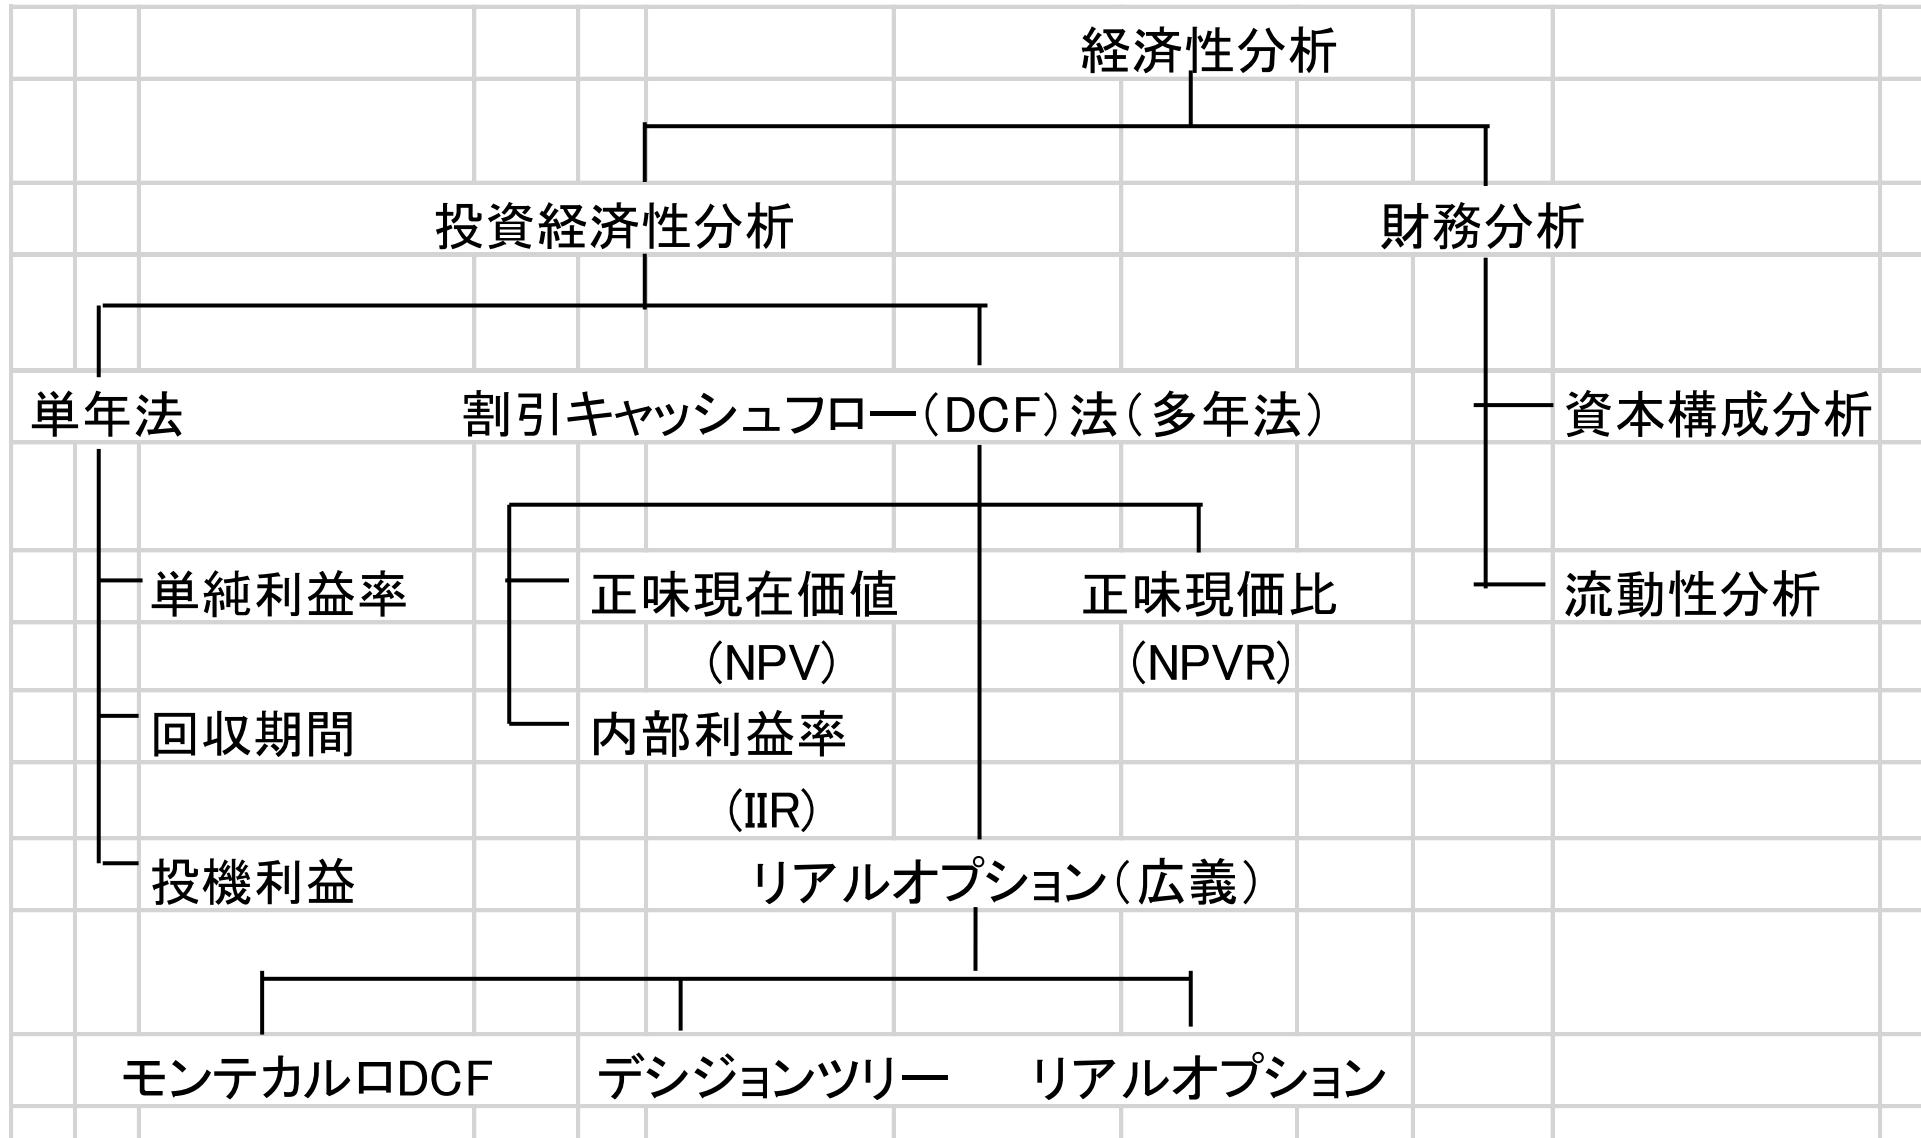 経済性分析
投資経済性分析
財務分析
単年法
割引キャッシュフロー(DCF)法(多年法)
資本構成分析
単純利益率
正味現在価値
正味現価比
流動性分析
(NPV)
(NPVR)
回収期間
内部利益率
(IIR)
投機利益
リアルオプション(広義)
モンテカルロDCF
デシジョンツリー
リアルオプション